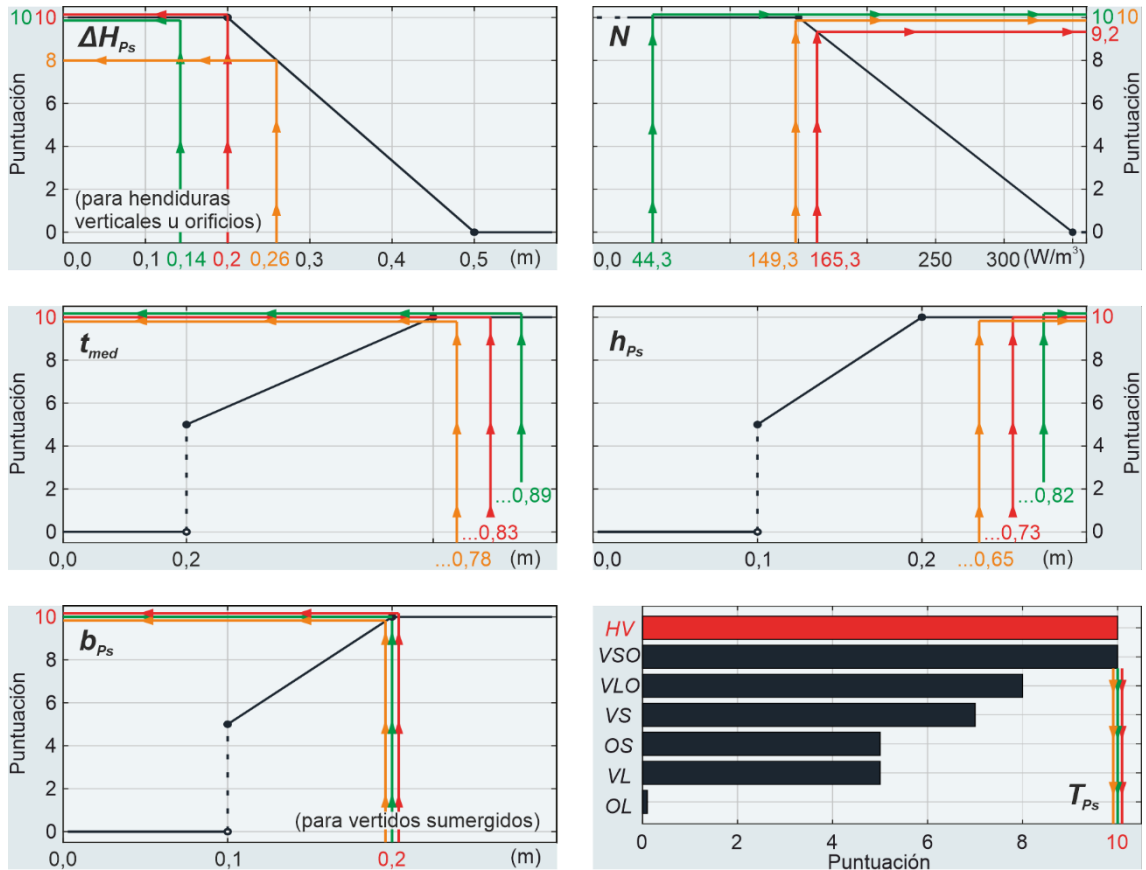 10 10
8
6
4
2
0
Puntuación
ΔH_Ps
(para hendiduras
verticales u orificios)
0,0 0,1 0,14 0,2 0,26 0,3 0,4 0,5 (m)
N
10 10
9,2
8
6
4
2
0
Puntuación
0,0 44,3 149,3 165,3 250 300 (W/m³)
10
8
6
4
2
0
Puntuación
t_med
...0,89
...0,83
0,0 0,2 ...0,78 (m)
h_Ps
10
8
6
4
2
0
Puntuación
...0,82
...0,73
0,0 0,1 0,2 ...0,65 (m)
10
8
6
4
2
0
Puntuación
b_Ps
(para vertidos sumergidos)
0,0 0,1 0,2 (m)
HV
VSO
VLO
VS
OS
VL
OL
T_Ps
0 2 4 6 8 10
Puntuación